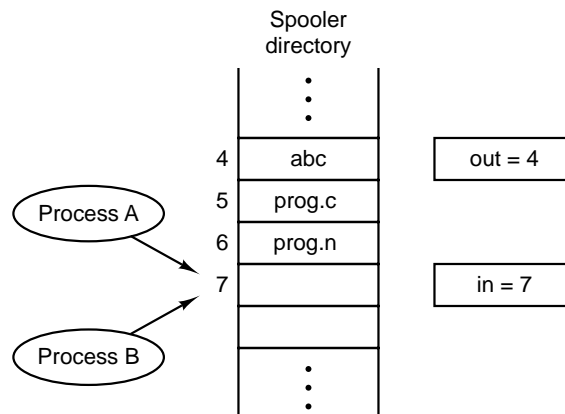 Spooler
directory
4 abc out = 4
Process A
5 prog.c
6 prog.n
7 in = 7
Process B